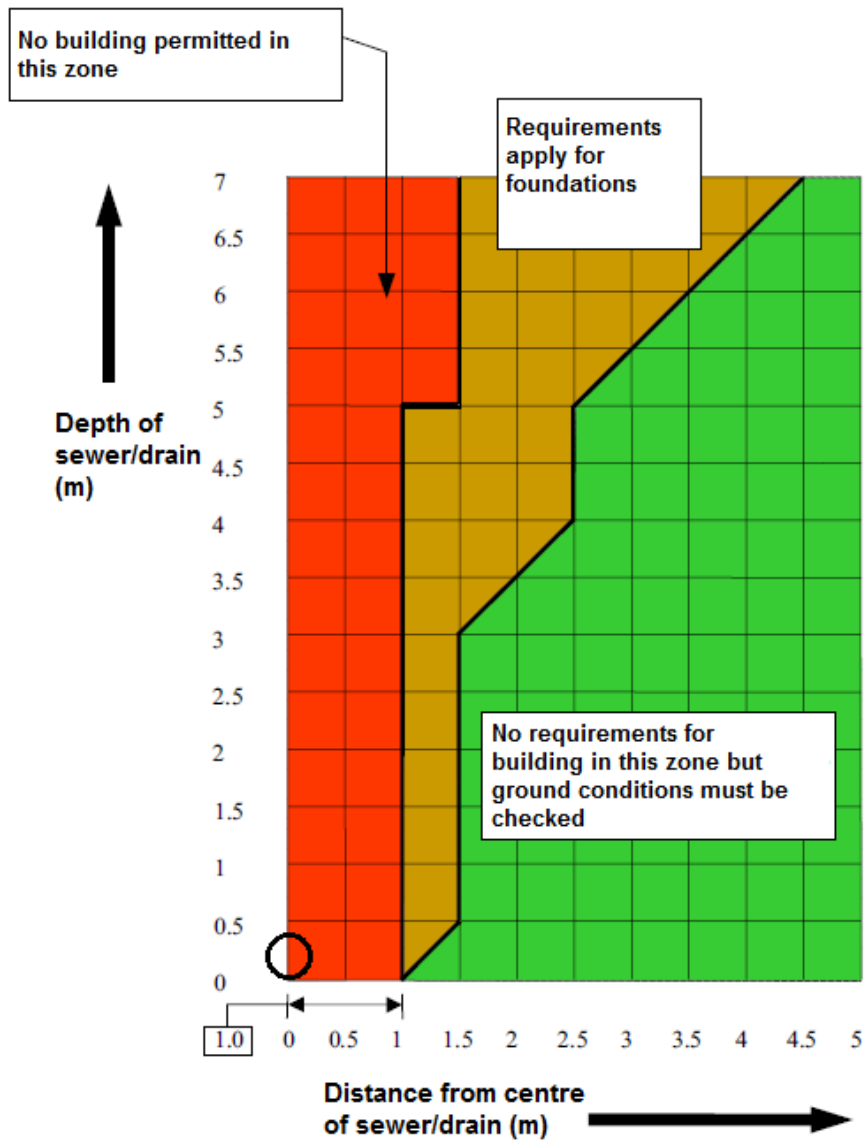 No building permitted in
this zone
Requirements
apply for
foundations
7
6.5
6
5.5
5
4.5
4
3.5
3
2.5
2
1.5
1
0.5
0
Depth of
sewer/drain
(m)
No requirements for
building in this zone but
ground conditions must be
checked
1.0 0 0.5 1 1.5 2 2.5 3 3.5 4 4.5 5
Distance from centre
of sewer/drain (m)